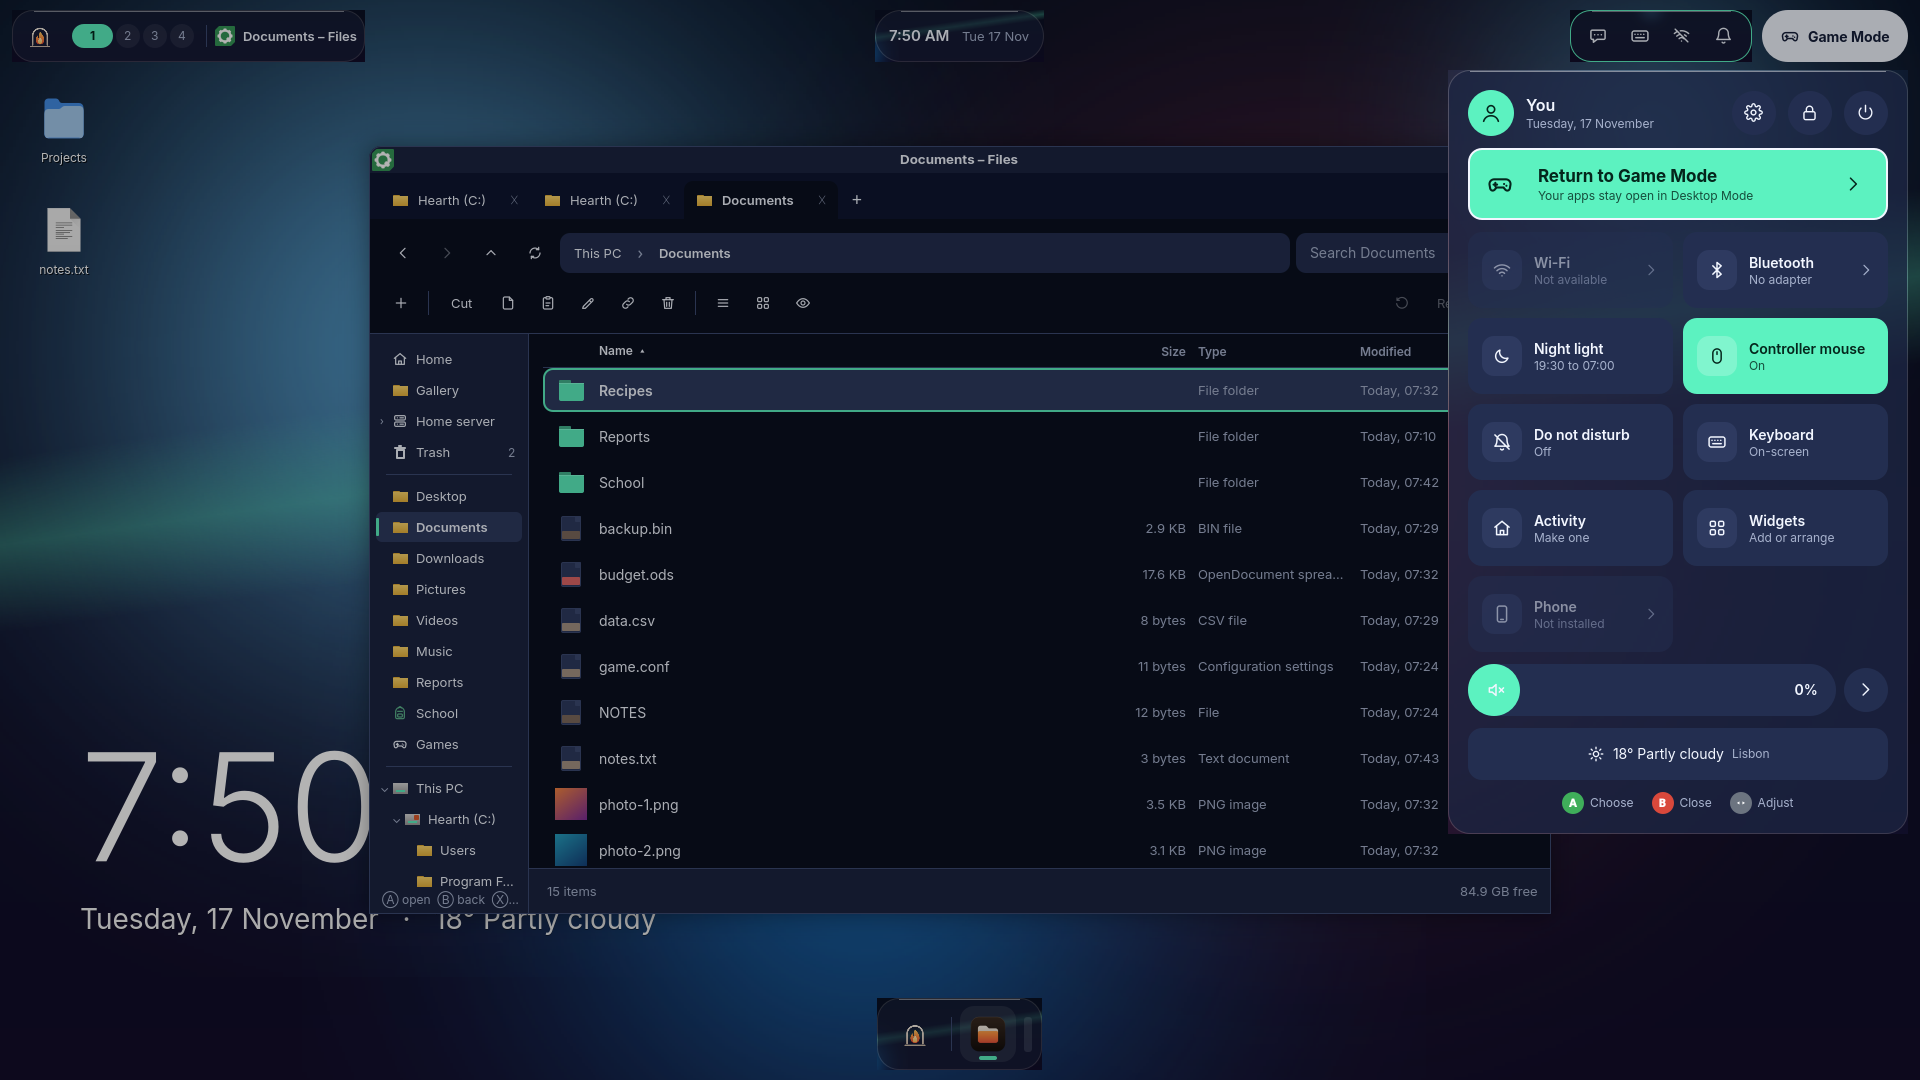 1 2 3 4 Documents – Files
7:50 AM Tue 17 Nov
Game Mode
Projects
notes.txt
7:50
Tuesday, 17 November · 18° Partly cloudy
Documents – Files
Hearth (C:) X Hearth (C:) X Documents X +
This PC › Documents
Search Documents
Cut
Home
Gallery
Home server
Trash 2
Desktop
Documents
Downloads
Pictures
Videos
Music
Reports
School
Games
This PC
Hearth (C:)
Users
Program F...
A open B back X...
Name Size Type Modified
Recipes File folder Today, 07:32
Reports File folder Today, 07:10
School File folder Today, 07:42
backup.bin 2.9 KB BIN file Today, 07:29
budget.ods 17.6 KB OpenDocument sprea... Today, 07:32
data.csv 8 bytes CSV file Today, 07:29
game.conf 11 bytes Configuration settings Today, 07:24
NOTES 12 bytes File Today, 07:24
notes.txt 3 bytes Text document Today, 07:43
photo-1.png 3.5 KB PNG image Today, 07:32
photo-2.png 3.1 KB PNG image Today, 07:32
15 items 84.9 GB free
You
Tuesday, 17 November
Return to Game Mode
Your apps stay open in Desktop Mode
Wi-Fi
Not available
Bluetooth
No adapter
Night light
19:30 to 07:00
Controller mouse
On
Do not disturb
Off
Keyboard
On-screen
Activity
Make one
Widgets
Add or arrange
Phone
Not installed
0%
18° Partly cloudy Lisbon
A Choose B Close Adjust